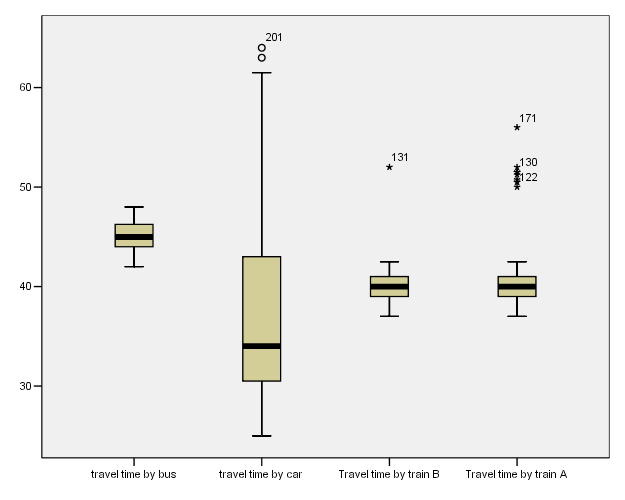 201
60
171
131
130
122
50
40
30
travel time by bus
travel time by car
Travel time by train B
Travel time by train A